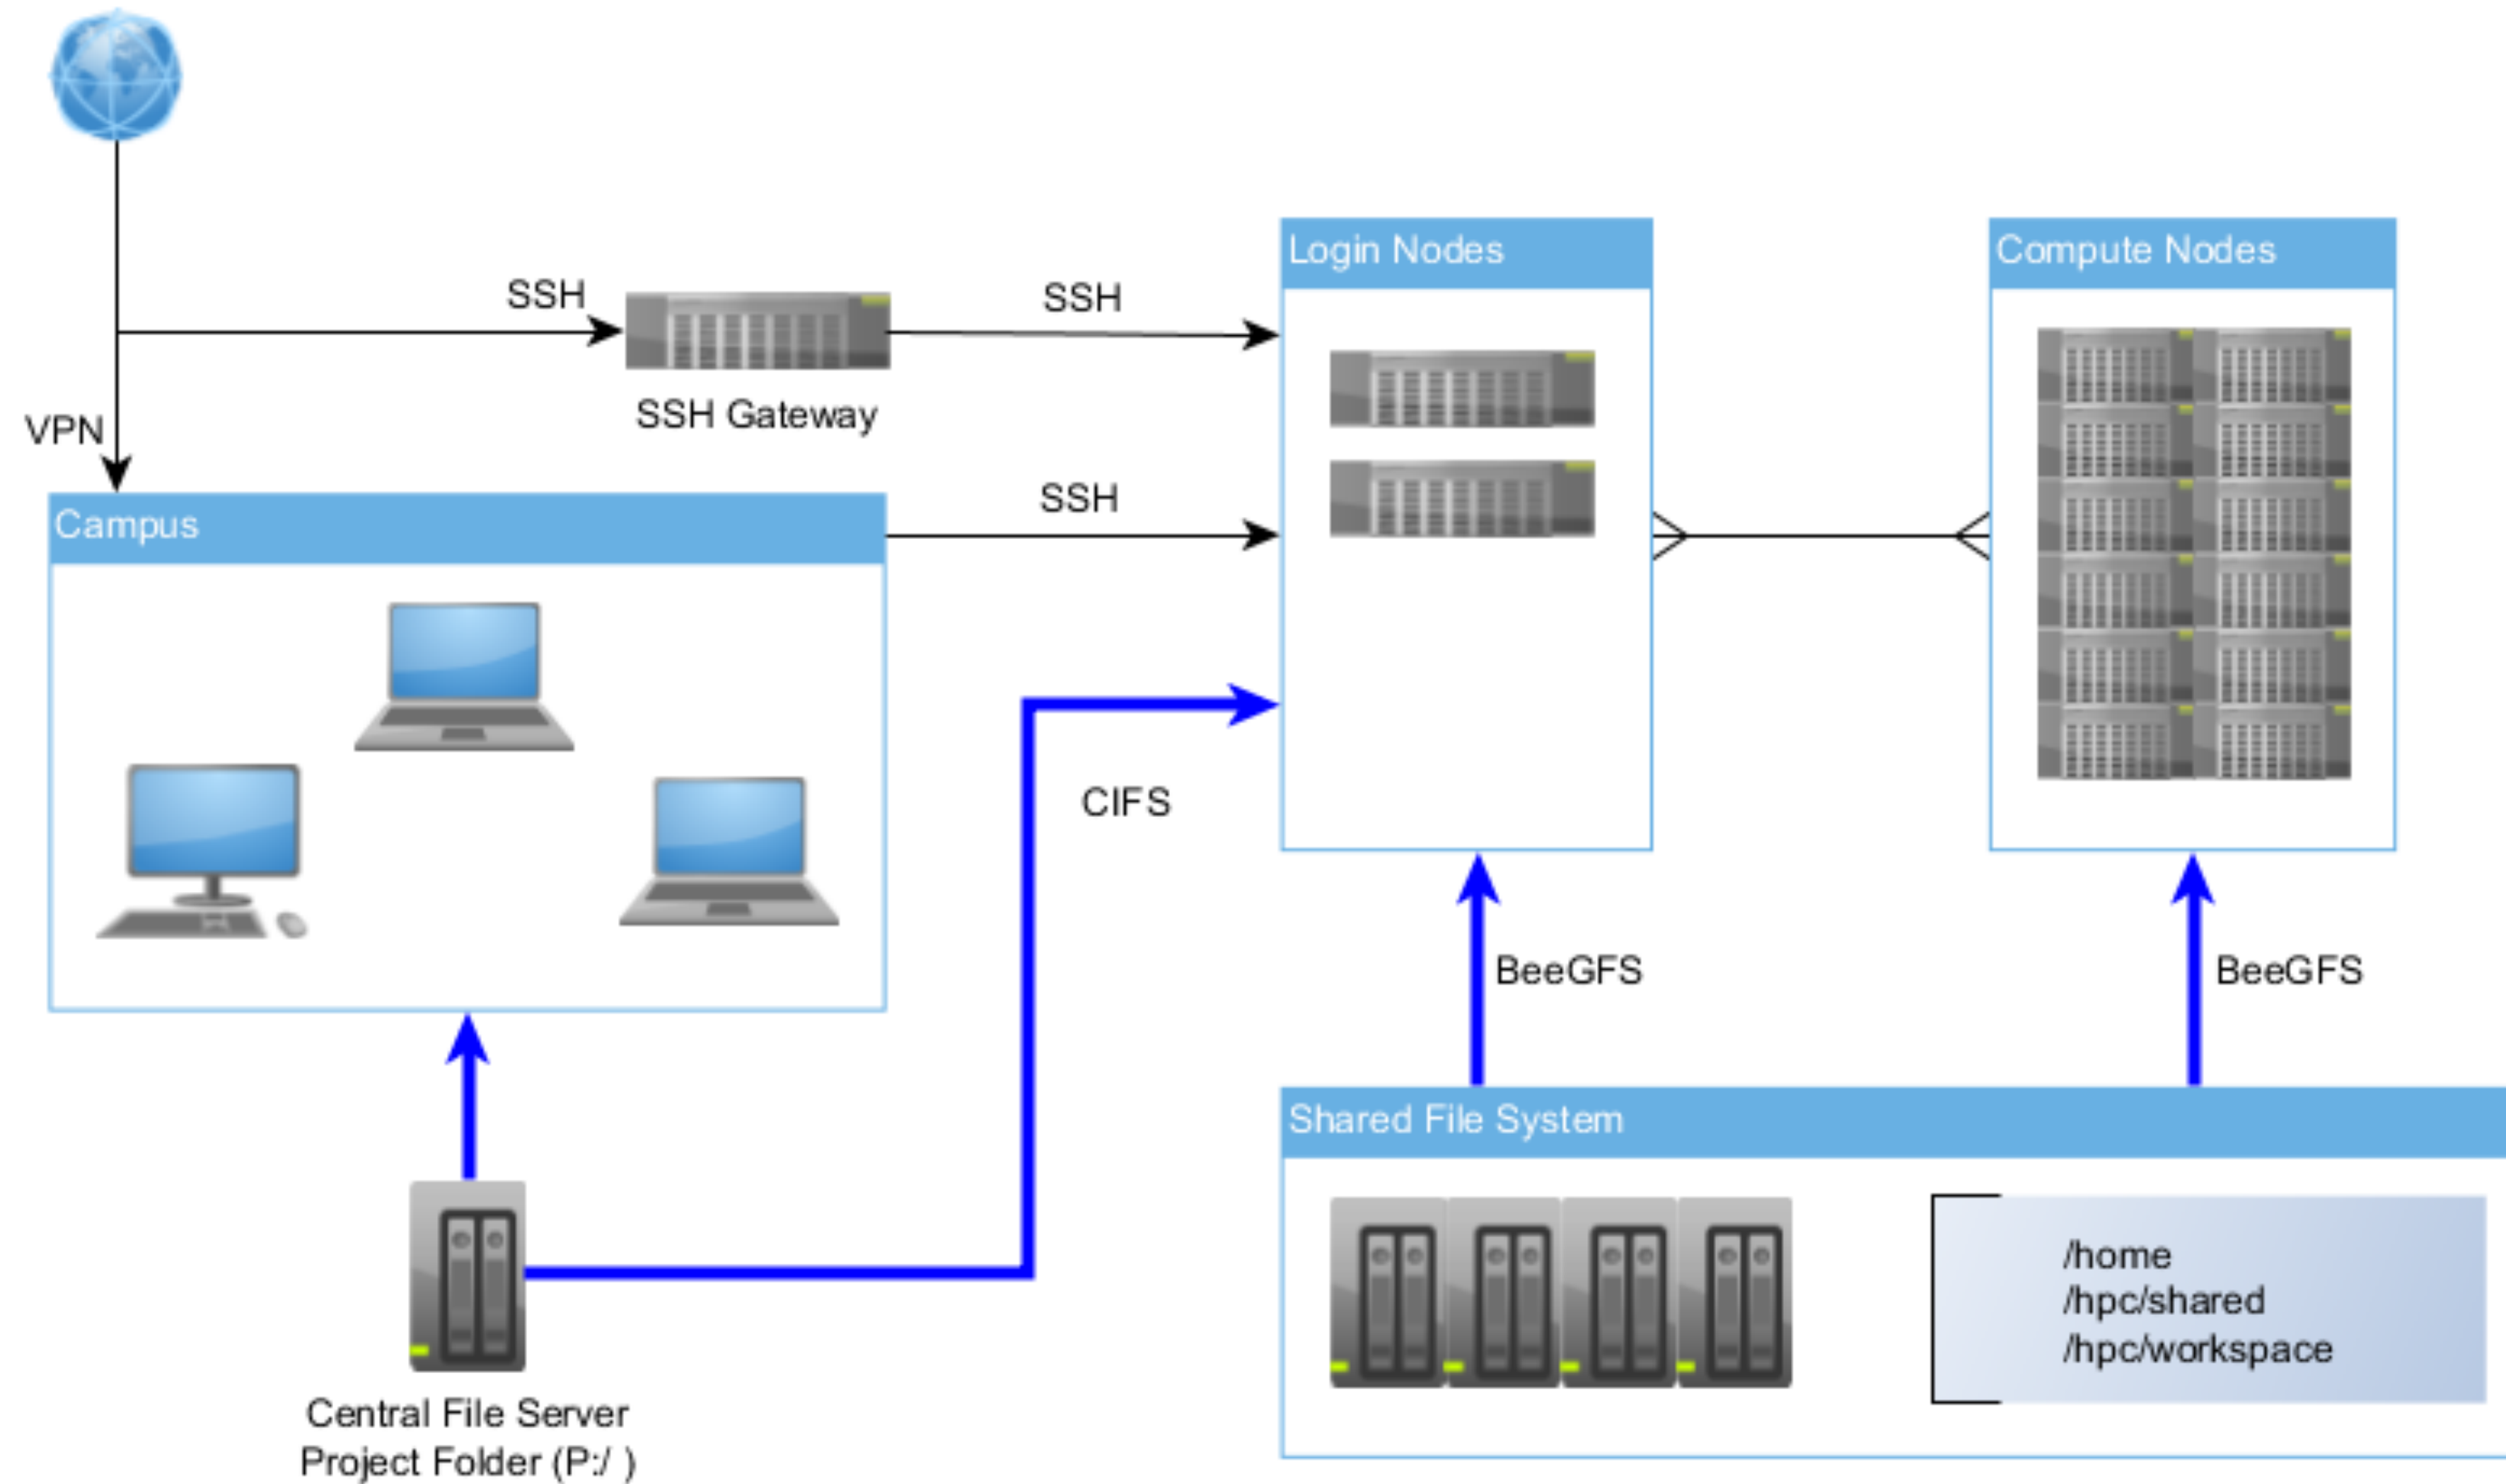 SSH
SSH
Login Nodes
Compute Nodes
SSH Gateway
VPN
Campus
SSH
CIFS
BeeGFS
BeeGFS
Shared File System
/home
/hpc/shared
/hpc/workspace
Central File Server
Project Folder (P:/ )